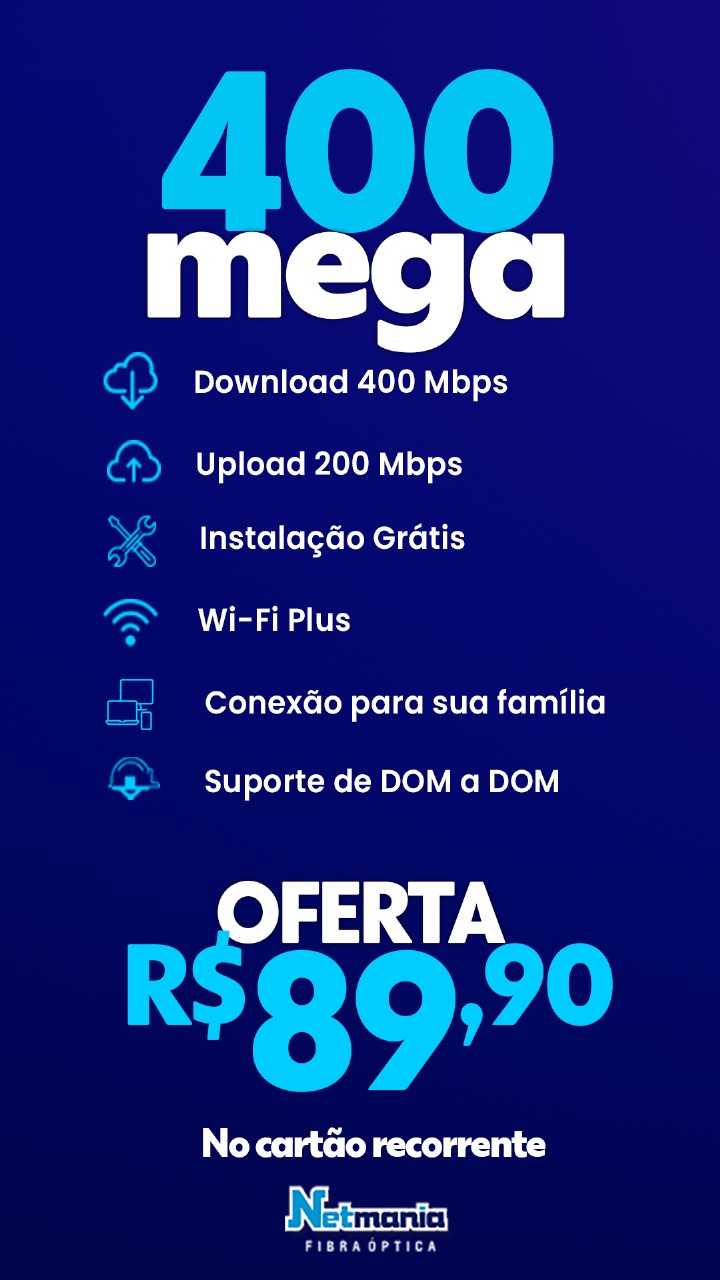 400
mega
Download 400 Mbps
Upload 200 Mbps
Instalação Grátis
Wi-Fi Plus
Conexão para sua família
Suporte de DOM a DOM
OFERTA
R$89,90
No cartão recorrente
Netmania
FIBRA ÓPTICA